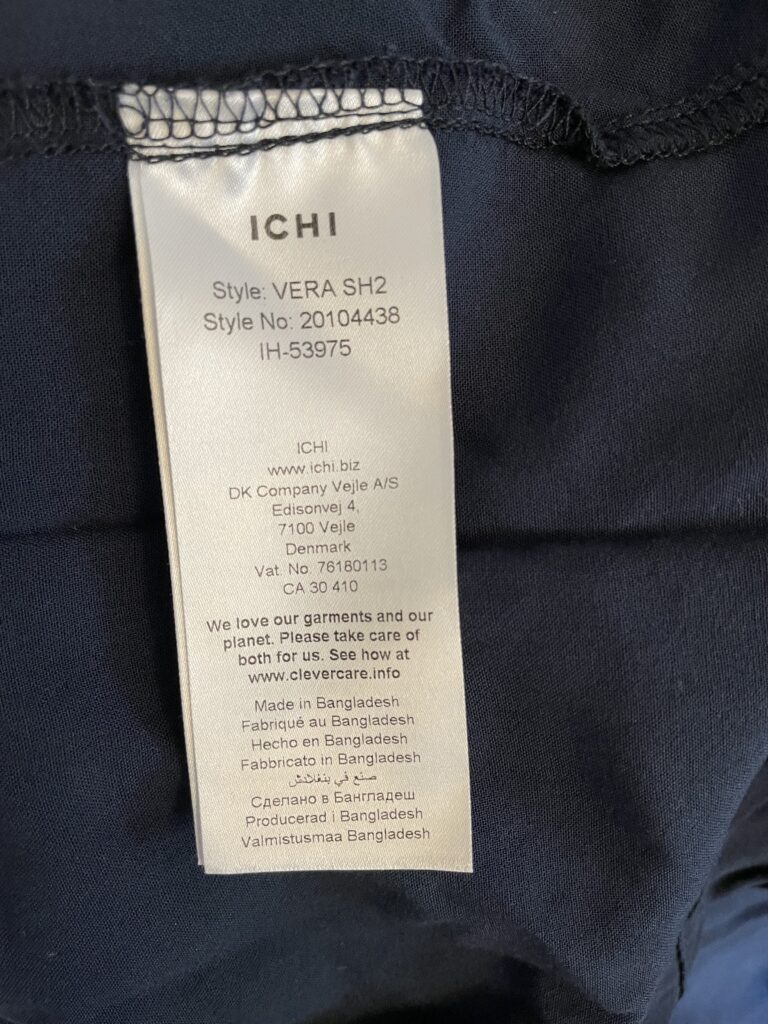 ICHI
Style: VERA SH2
Style No: 20104438
IH-53975
ICHI
www.ichi.biz
DK Company Vejle A/S
Edisonvej 4,
7100 Vejle
Denmark
Vat. No. 76180113
CA 30 410
We love our garments and our
planet. Please take care of
both for us. See how at
www.clevercare.info
Made in Bangladesh
Fabriqué au Bangladesh
Hecho en Bangladesh
Fabbricato in Bangladesh
صنع في بنغلادش
Сделано в Бангладеш
Producerad i Bangladesh
Valmistusmaa Bangladesh